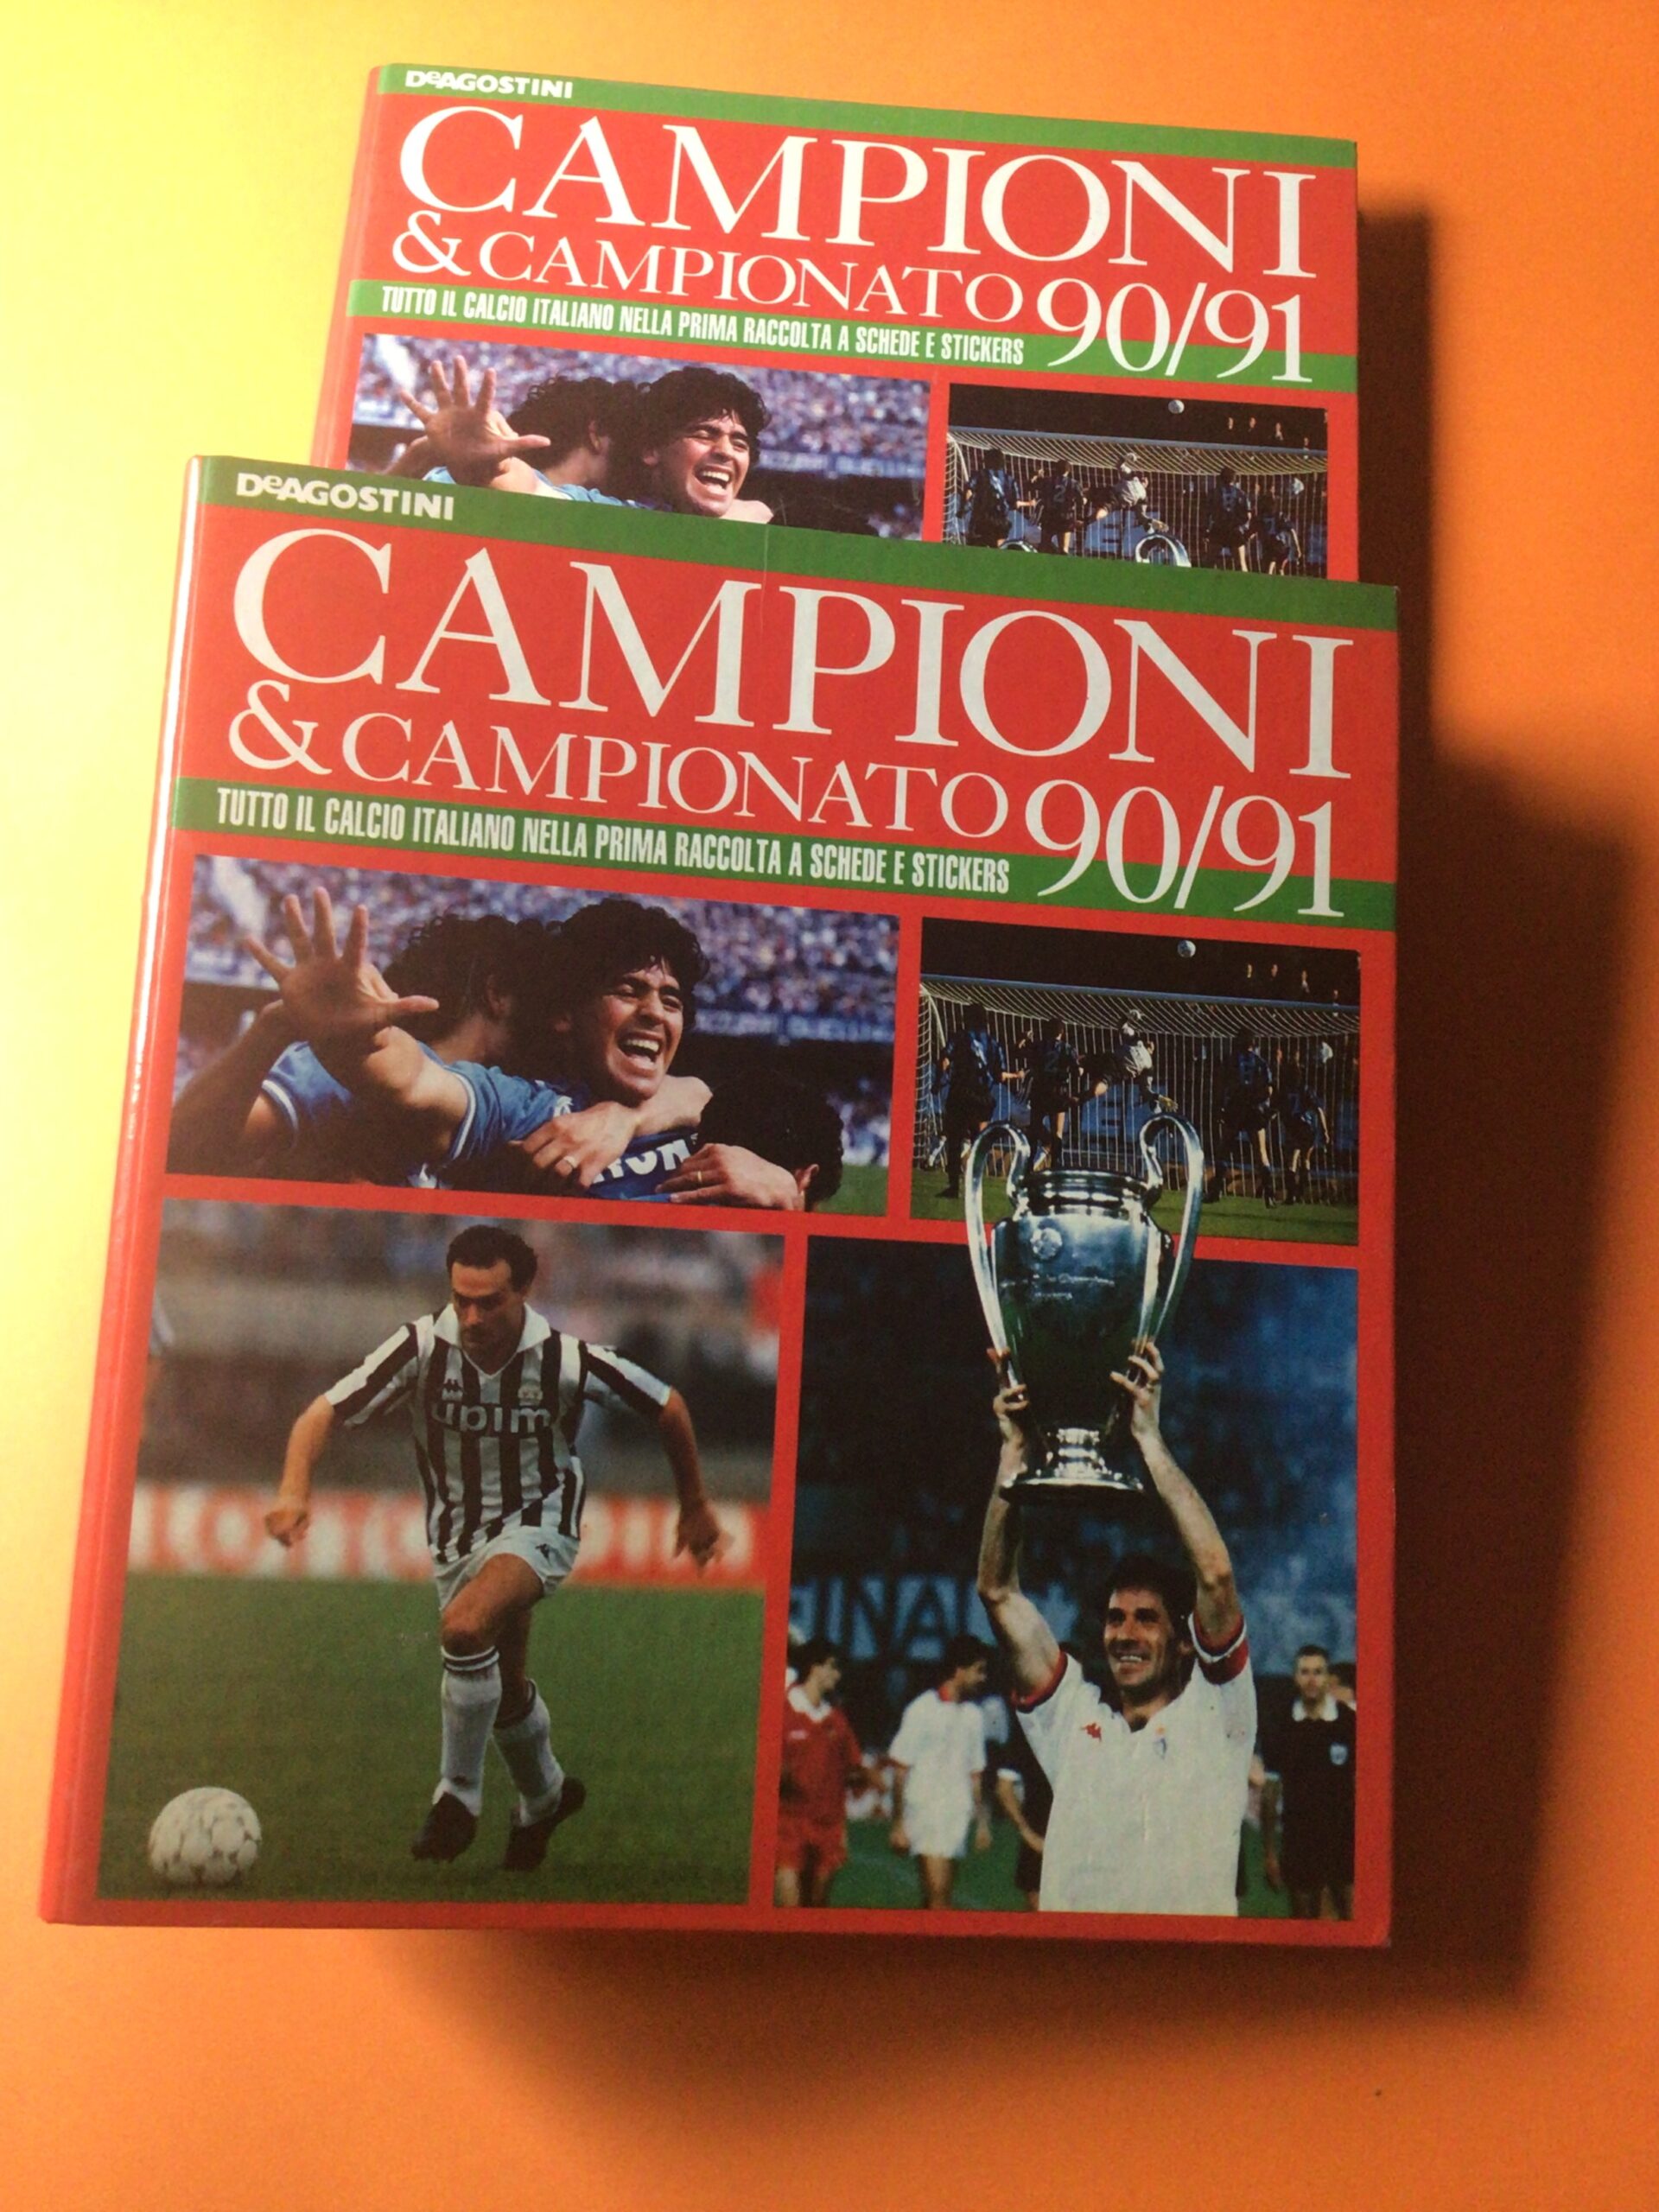 DeAGOSTINI
CAMPIONI
& CAMPIONATO 90/91
TUTTO IL CALCIO ITALIANO NELLA PRIMA RACCOLTA A SCHEDE E STICKERS
DeAGOSTINI
CAMPIONI
& CAMPIONATO 90/91
TUTTO IL CALCIO ITALIANO NELLA PRIMA RACCOLTA A SCHEDE E STICKERS
upim
FINAL